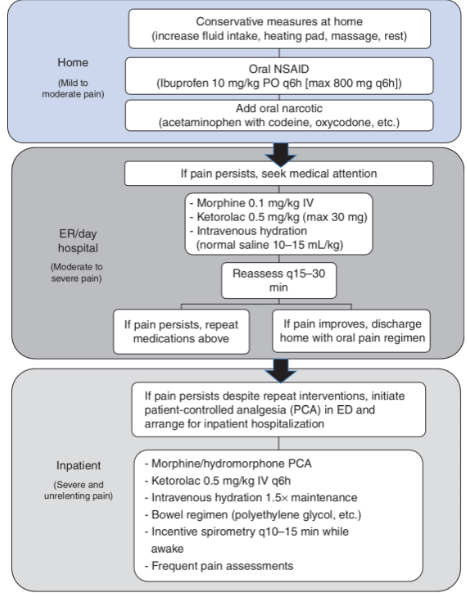 Home
(Mild to
moderate pain)
Conservative measures at home
(increase fluid intake, heating pad, massage, rest)
Oral NSAID
(Ibuprofen 10 mg/kg PO q6h [max 800 mg q6h])
Add oral narcotic
(acetaminophen with codeine, oxycodone, etc.)
ER/day
hospital
(Moderate to
severe pain)
If pain persists, seek medical attention
- Morphine 0.1 mg/kg IV
- Ketorolac 0.5 mg/kg (max 30 mg)
- Intravenous hydration
(normal saline 10–15 mL/kg)
Reassess q15–30
min
If pain persists, repeat
medications above
If pain improves, discharge
home with oral pain regimen
Inpatient
(Severe and
unrelenting pain)
If pain persists despite repeat interventions, initiate
patient-controlled analgesia (PCA) in ED and
arrange for inpatient hospitalization
- Morphine/hydromorphone PCA
- Ketorolac 0.5 mg/kg IV q6h
- Intravenous hydration 1.5× maintenance
- Bowel regimen (polyethylene glycol, etc.)
- Incentive spirometry q10–15 min while
awake
- Frequent pain assessments